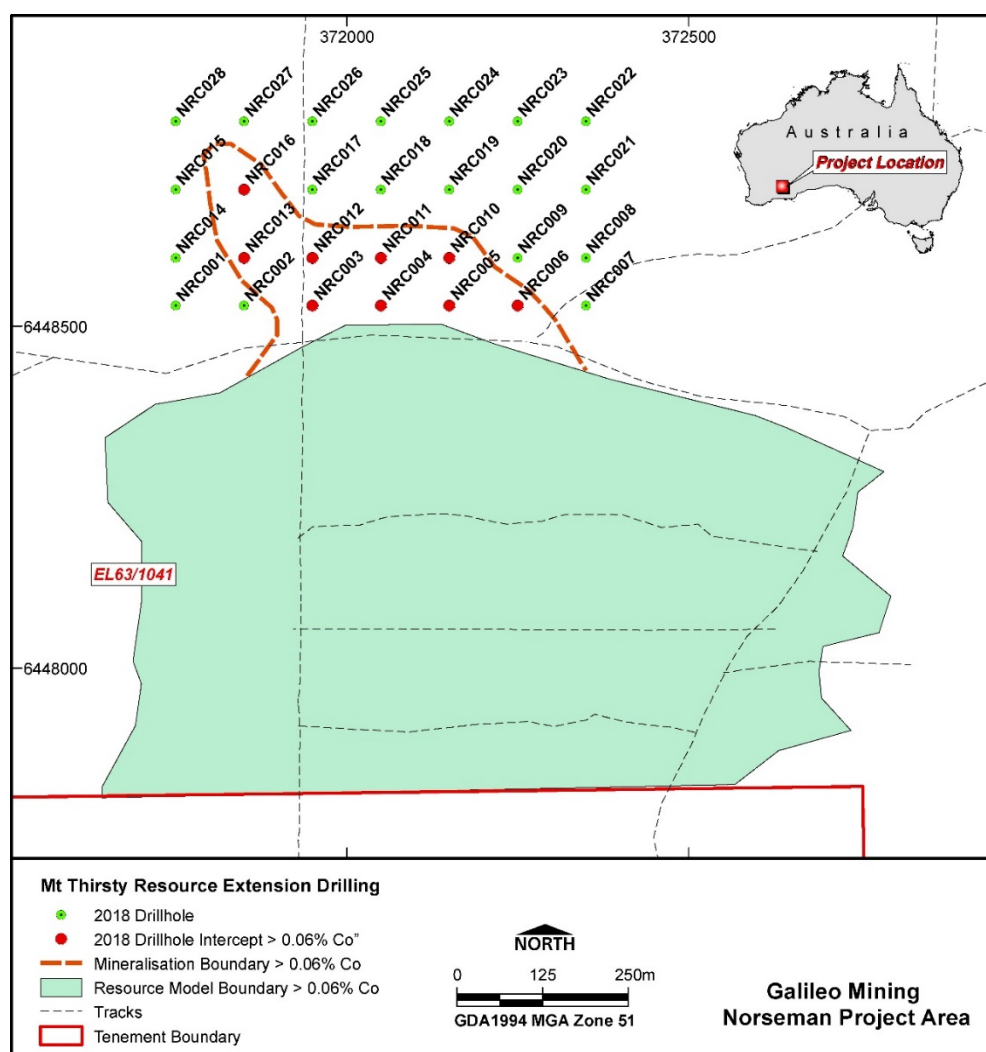 372000
372500
NRC028
NRC027
NRC026
NRC025
NRC024
NRC023
NRC022
NRC015
NRC016
NRC017
NRC018
NRC019
NRC020
NRC021
NRC014
NRC013
NRC012
NRC011
NRC010
NRC009
NRC008
NRC001
NRC002
NRC003
NRC004
NRC005
NRC006
NRC007
Australia
Project Location
6448500
EL63/1041
6448000
Mt Thirsty Resource Extension Drilling
2018 Drillhole
2018 Drillhole Intercept > 0.06% Co"
Mineralisation Boundary > 0.06% Co
Resource Model Boundary > 0.06% Co
Tracks
Tenement Boundary
NORTH
0 125 250m
GDA1994 MGA Zone 51
Galileo Mining
Norseman Project Area